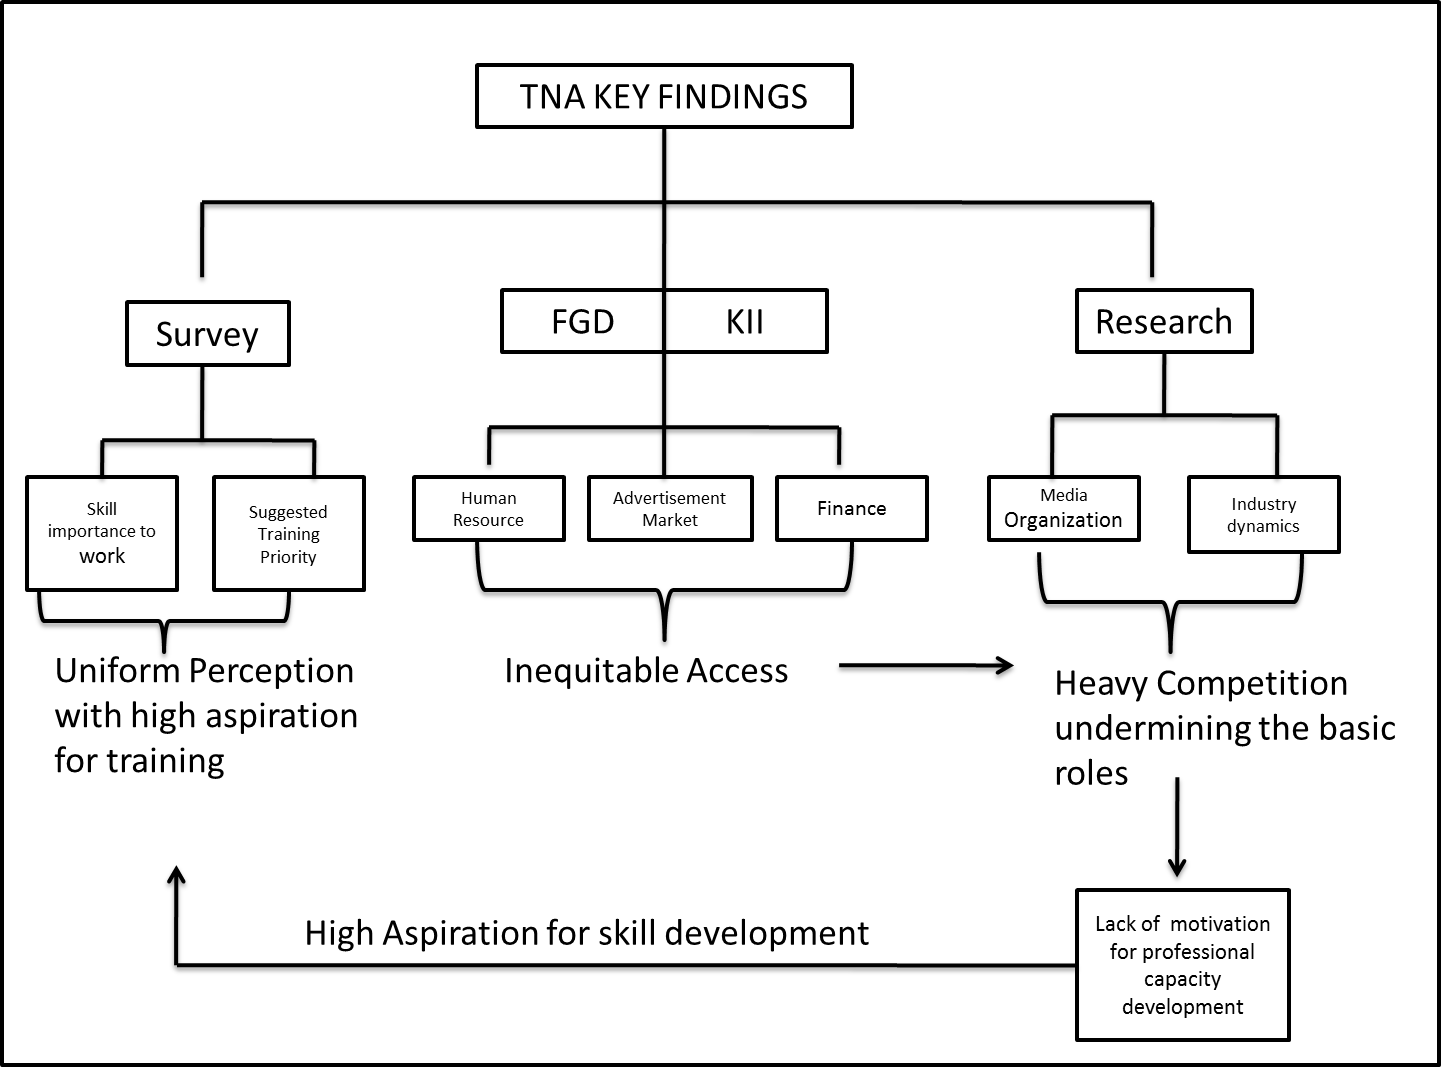 TNA KEY FINDINGS
Survey
FGD
KII
Research
Skill
importance to
work
Suggested
Training
Priority
Human
Resource
Advertisement
Market
Finance
Media
Organization
Industry
dynamics
Uniform Perception
with high aspiration
for training
Inequitable Access
Heavy Competition
undermining the basic
roles
High Aspiration for skill development
Lack of motivation
for professional
capacity
development